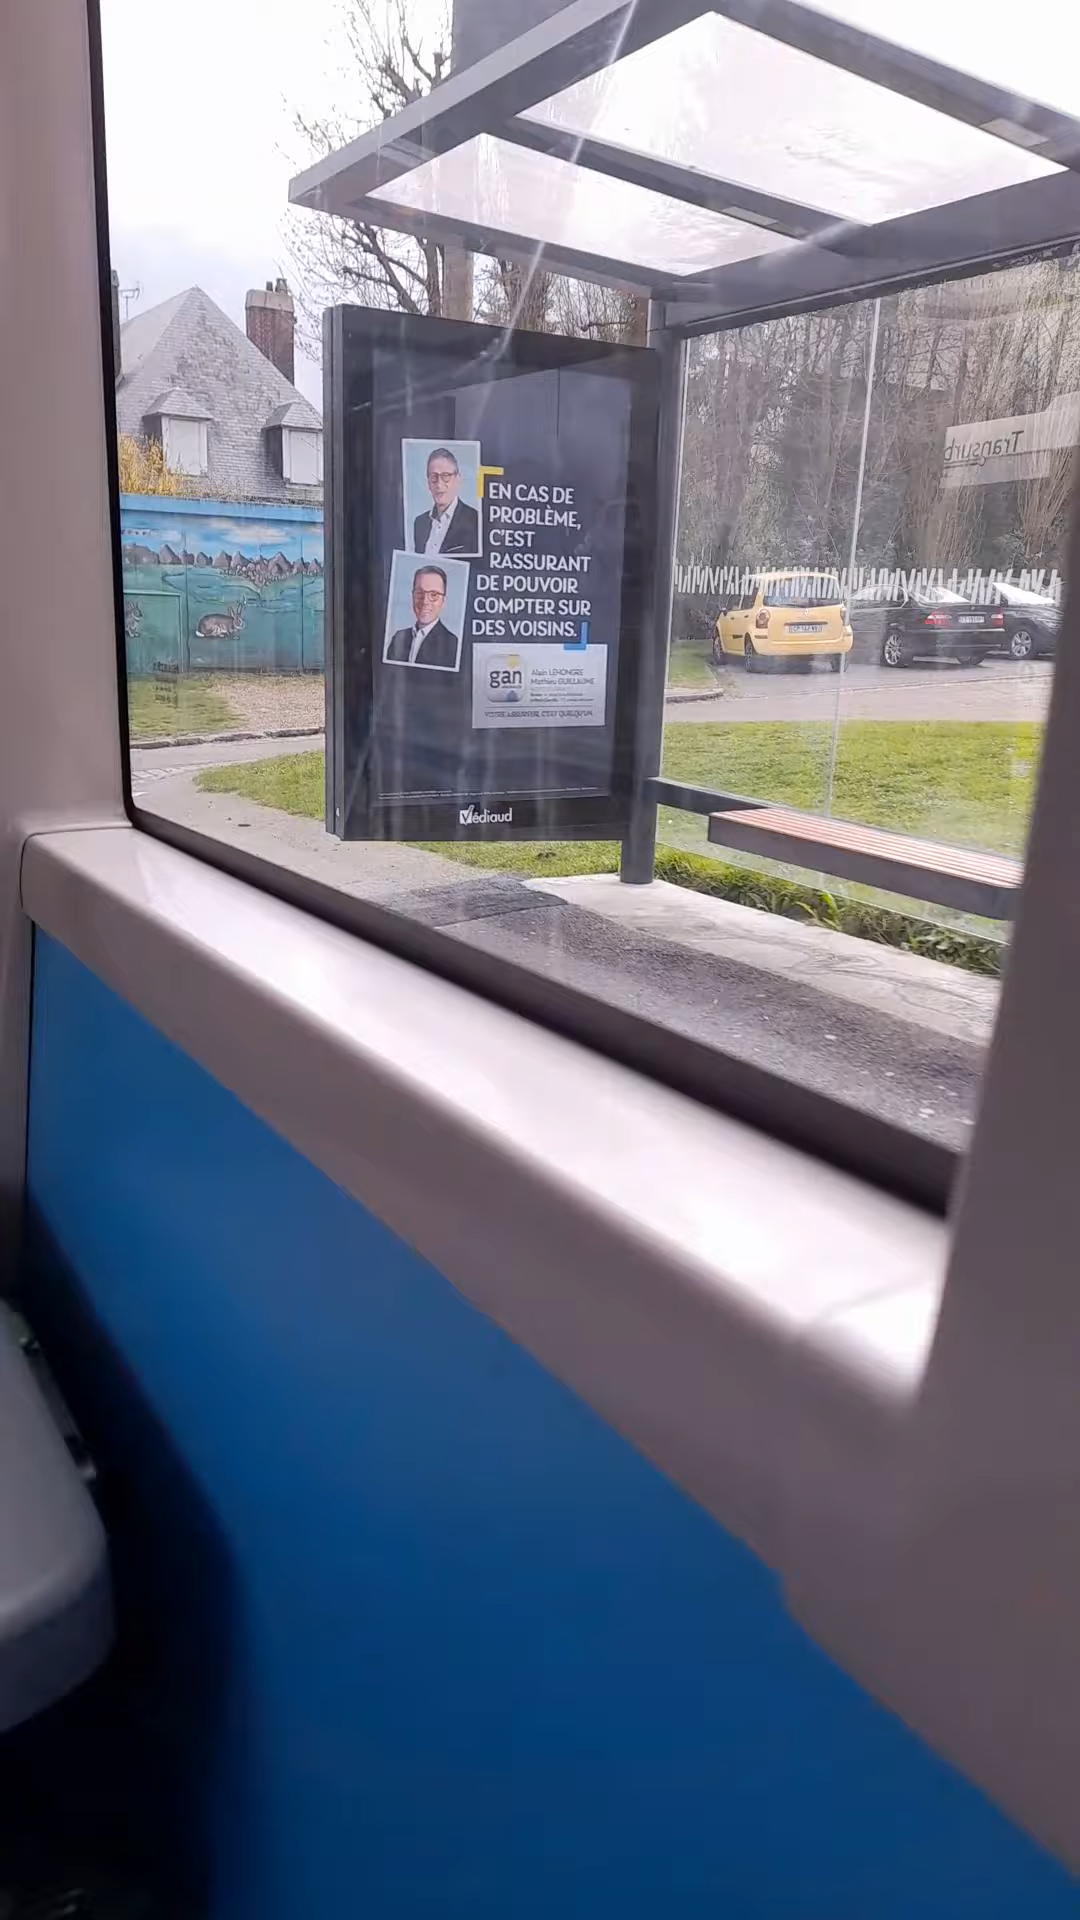 EN CAS DE
PROBLÈME,
C'EST
RASSURANT
DE POUVOIR
COMPTER SUR
DES VOISINS.
gan
Alain LEHONGRE
Mathieu GUILLAUME
VOTRE ASSUREUR, C'EST QUELQU'UN.
Médiaud
Transurb